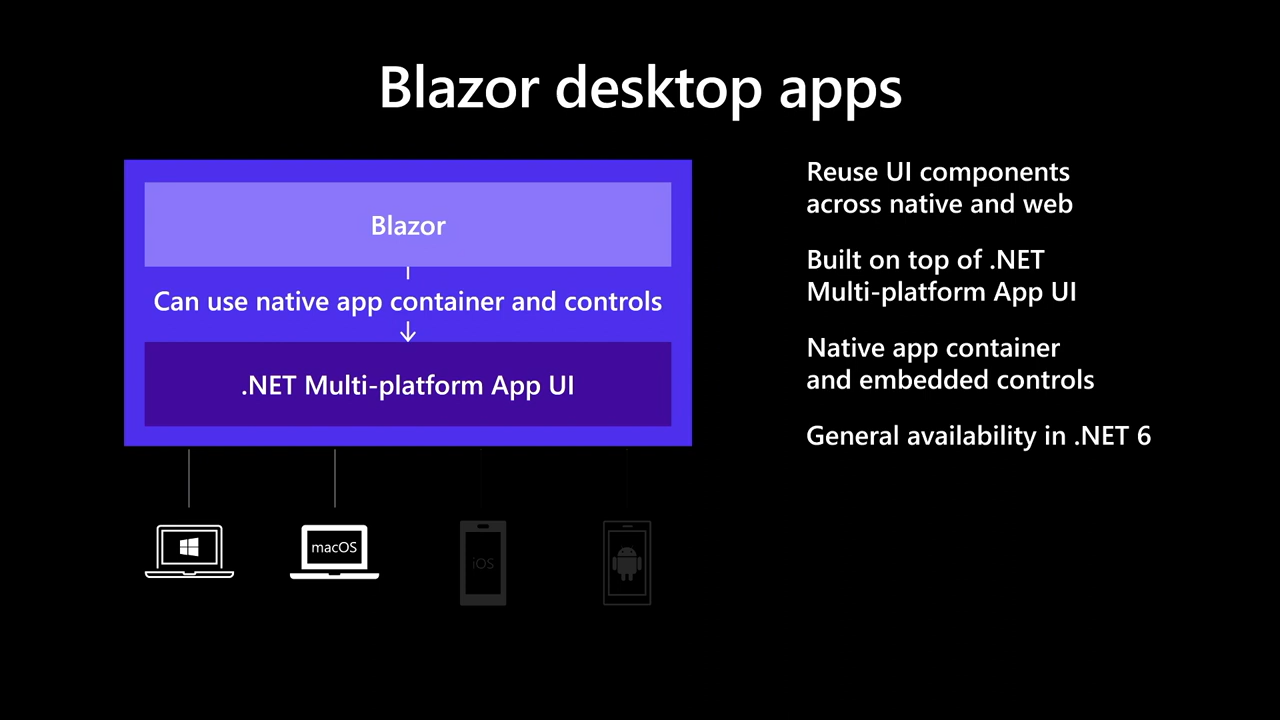 Blazor desktop apps
Blazor
Can use native app container and controls
.NET Multi-platform App UI
macOS
iOS
Reuse UI components
across native and web
Built on top of .NET
Multi-platform App UI
Native app container
and embedded controls
General availability in .NET 6